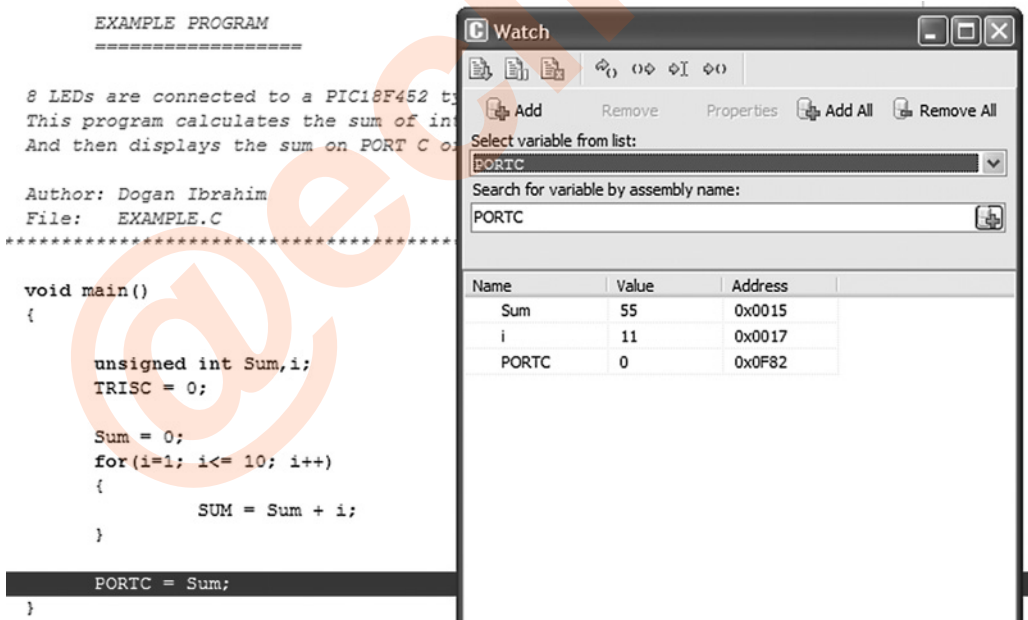 EXAMPLE PROGRAM
==================
8 LEDs are connected to a PIC18F452 ty
This program calculates the sum of in
And then displays the sum on PORT C o
Author: Dogan Ibrahim
File: EXAMPLE.C
void main()
{
unsigned int Sum,i;
TRISC = 0;
Sum = 0;
for(i=1; i<= 10; i++)
{
SUM = Sum + i;
}
PORTC = Sum;
}
Watch
Add Remove Properties Add All Remove All
Select variable from list:
PORTC
Search for variable by assembly name:
PORTC
Name Value Address
Sum 55 0x0015
i 11 0x0017
PORTC 0 0x0F82